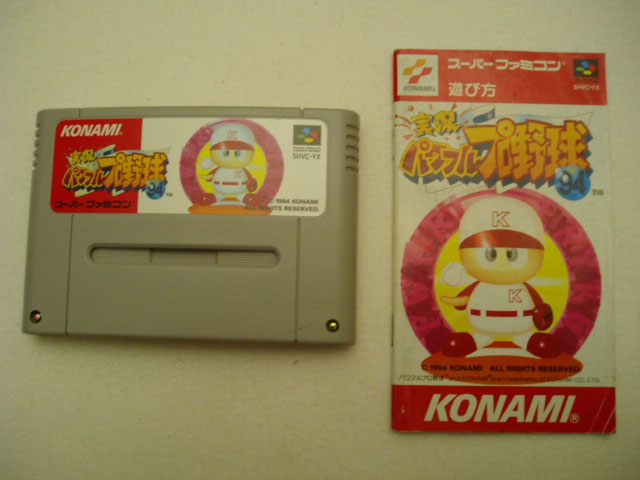 KONAMI
SHVC-YX
実況
パワフル
プロ野球
'94
TM
© 1994 KONAMI
ALL RIGHTS RESERVED.
スーパーファミコン
K
K
KONAMI®
スーパーファミコン®
遊び方
SHVC-YX
実況
パワフル
プロ野球
'94
TM
K
K
© 1994 KONAMI ALL RIGHTS RESERVED.
KONAMI®